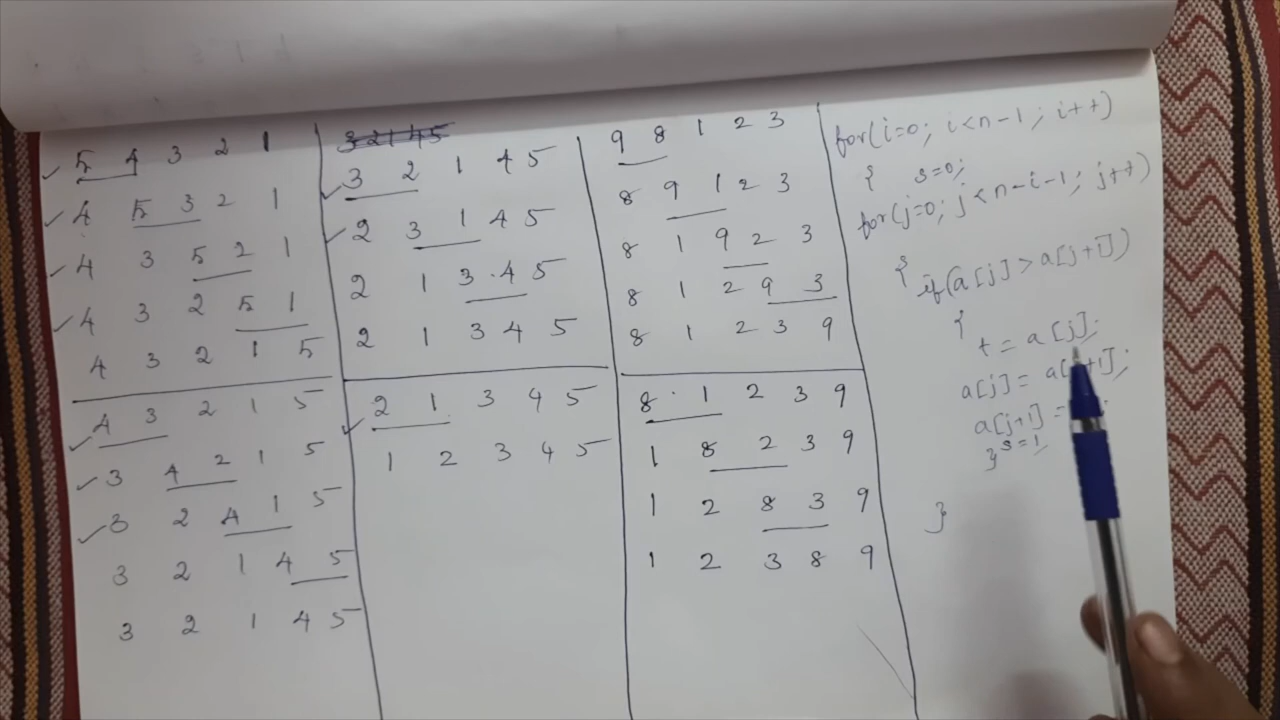 5 4 3 2 1
4 5 3 2 1
4 3 5 2 1
4 3 2 5 1
4 3 2 1 5
4 3 2 1 5
3 4 2 1 5
3 2 4 1 5
3 2 1 4 5
3 2 1 4 5
3 2 1 4 5
3 2 1 4 5
2 3 1 4 5
2 1 3 4 5
2 1 3 4 5
2 1 3 4 5
1 2 3 4 5
9 8 1 2 3
8 9 1 2 3
8 1 9 2 3
8 1 2 9 3
8 1 2 3 9
8 1 2 3 9
1 8 2 3 9
1 2 8 3 9
1 2 3 8 9
for(i=0; i<n-1; i++)
{ s=0;
for(j=0; j<n-i-1; j++)
{
if(a[j]>a[j+1])
{
t=a[j];
a[j]=a[j+1];
a[j+1]=
} s=1;
}